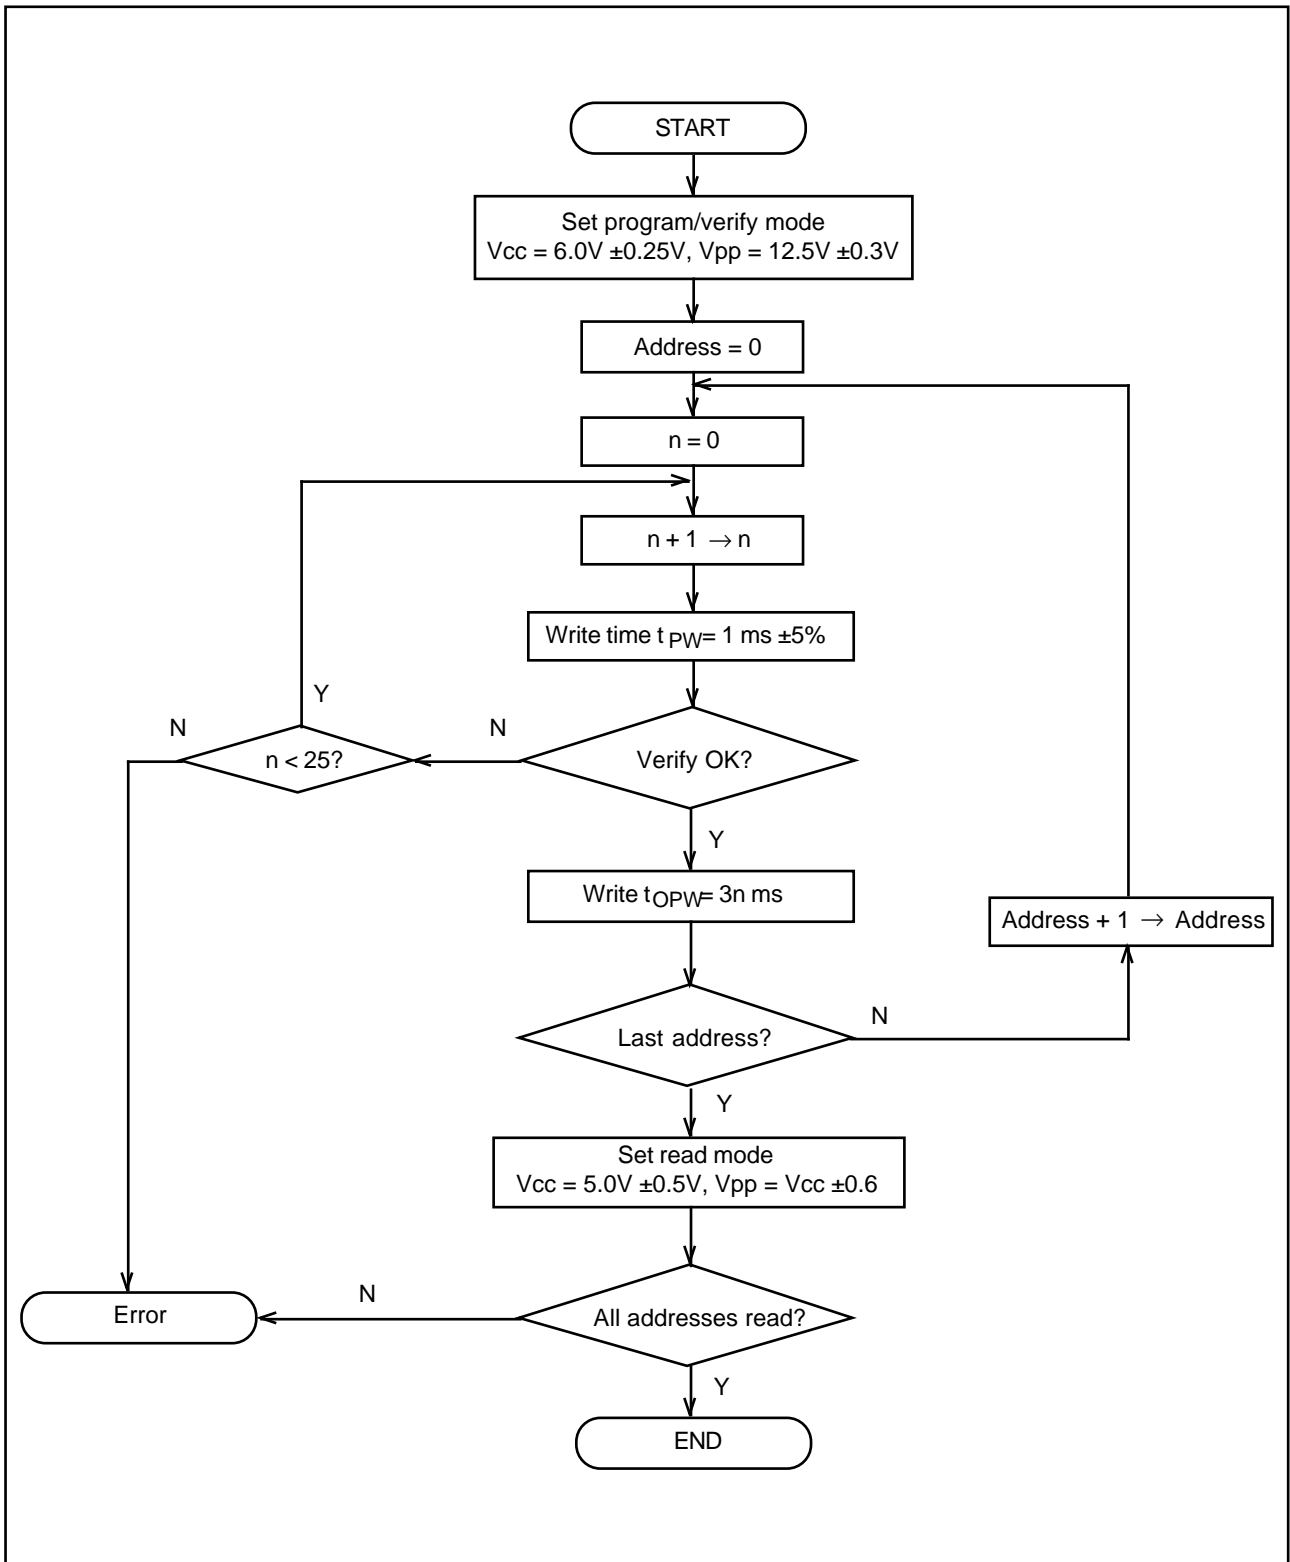 START
Set program/verify mode
Vcc = 6.0V ±0.25V, Vpp = 12.5V ±0.3V
Address = 0
n = 0
n + 1 → n
Write time t PW= 1 ms ±5%
Y
N
n < 25?
N
Verify OK?
Y
Write tOPW= 3n ms
Address + 1 → Address
Last address?
N
Y
Set read mode
Vcc = 5.0V ±0.5V, Vpp = Vcc ±0.6
Error
N
All addresses read?
Y
END